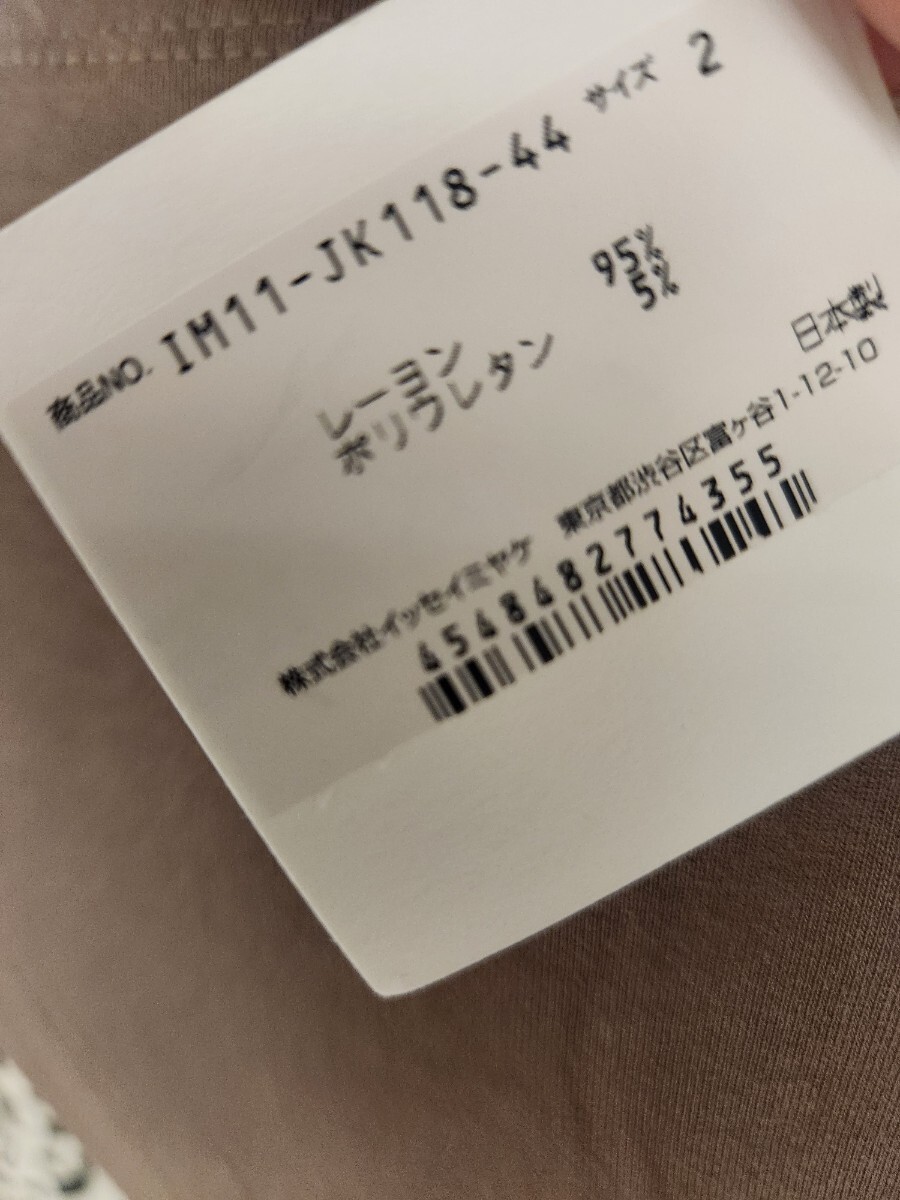 商品NO. IM11-JK118-44 サイズ 2
レーヨン 95%
ポリウレタン 5%
日本製
株式会社イッセイミヤケ 東京都渋谷区富ヶ谷1-12-10
4548482774355